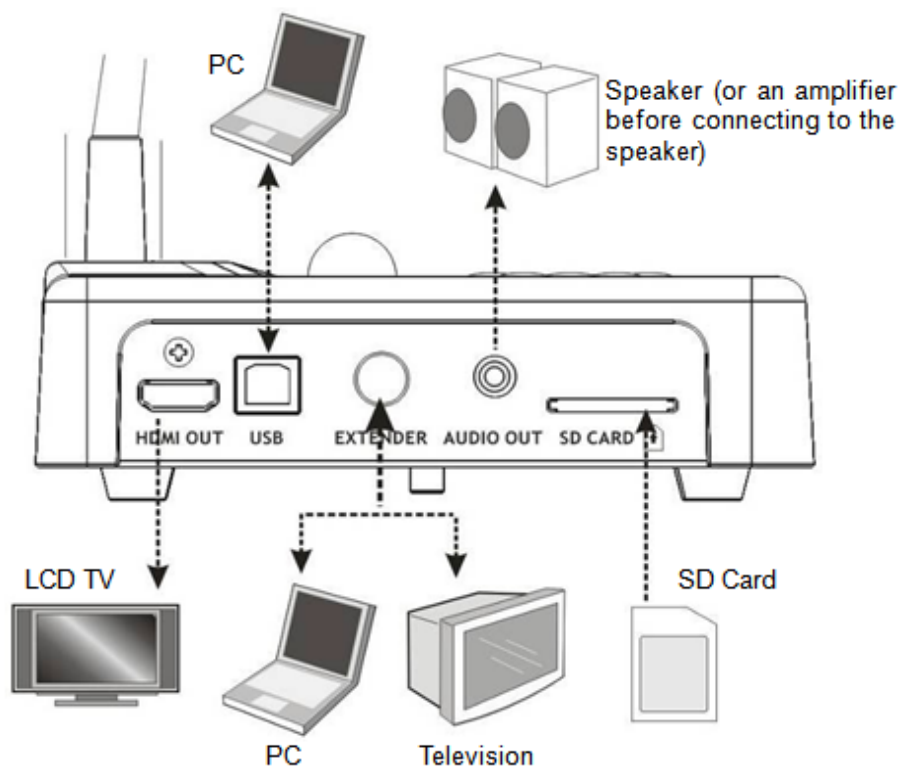 PC
Speaker (or an amplifier
before connecting to the
speaker)
HDMI OUT
USB
EXTENDER
AUDIO OUT
SD CARD
LCD TV
SD Card
PC
Television